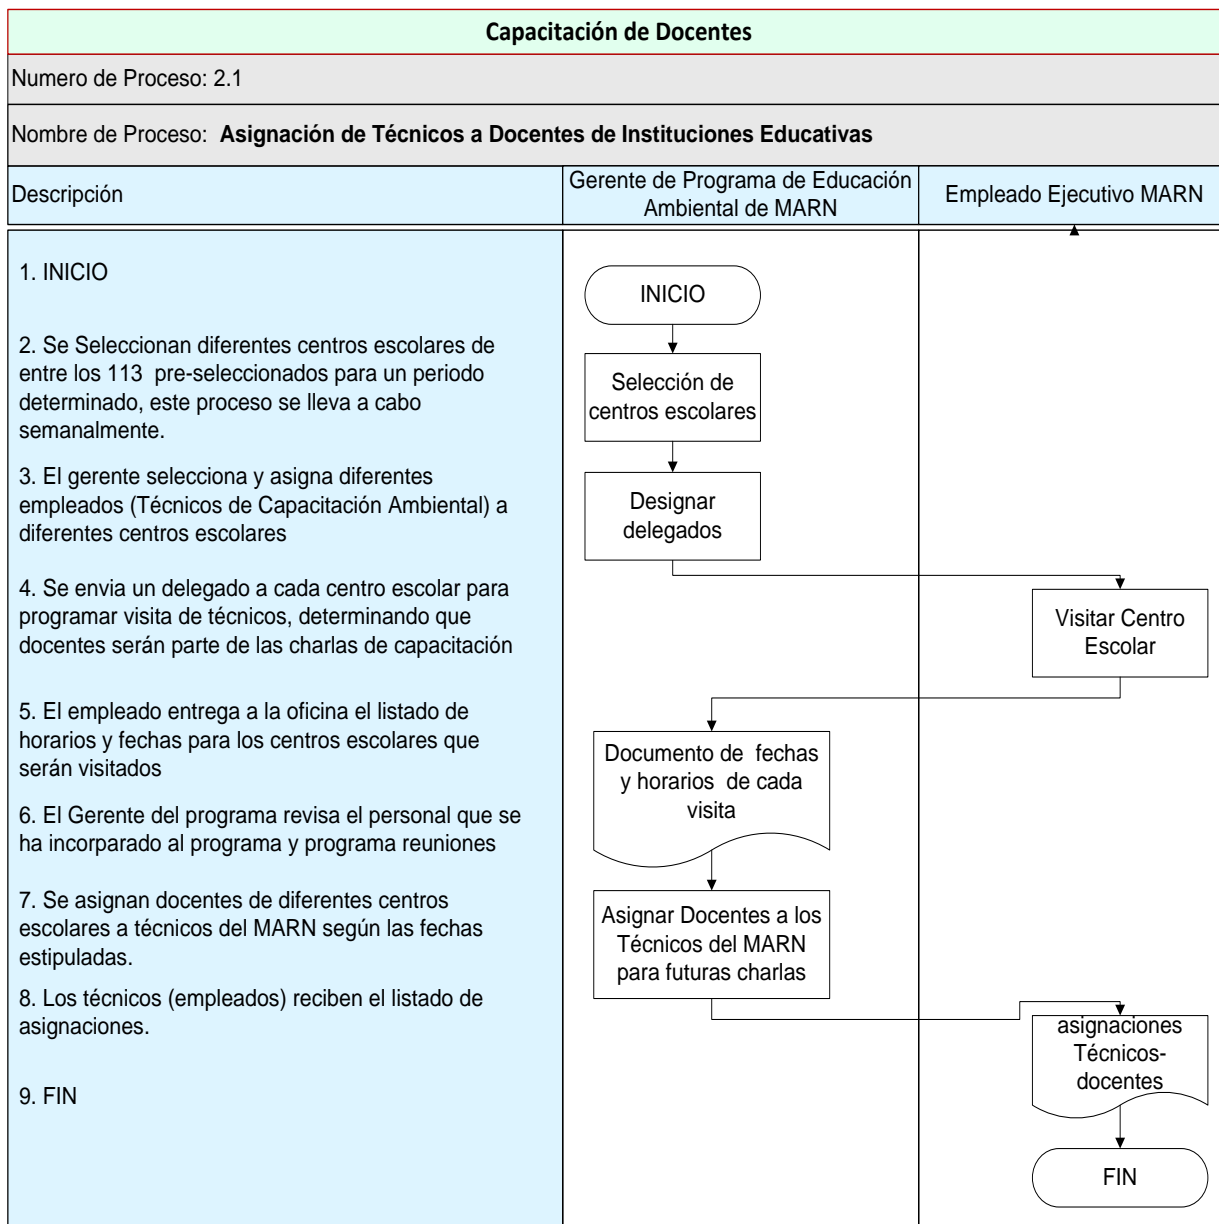 Capacitación de Docentes
Numero de Proceso: 2.1
Nombre de Proceso: Asignación de Técnicos a Docentes de Instituciones Educativas
Descripción
Gerente de Programa de Educación
Ambiental de MARN
Empleado Ejecutivo MARN
1. INICIO
2. Se Seleccionan diferentes centros escolares de
entre los 113 pre-seleccionados para un periodo
determinado, este proceso se lleva a cabo
semanalmente.
3. El gerente selecciona y asigna diferentes
empleados (Técnicos de Capacitación Ambiental) a
diferentes centros escolares
4. Se envia un delegado a cada centro escolar para
programar visita de técnicos, determinando que
docentes serán parte de las charlas de capacitación
5. El empleado entrega a la oficina el listado de
horarios y fechas para los centros escolares que
serán visitados
6. El Gerente del programa revisa el personal que se
ha incorparado al programa y programa reuniones
7. Se asignan docentes de diferentes centros
escolares a técnicos del MARN según las fechas
estipuladas.
8. Los técnicos (empleados) reciben el listado de
asignaciones.
9. FIN
INICIO
Selección de
centros escolares
Designar
delegados
Visitar Centro
Escolar
Documento de fechas
y horarios de cada
visita
Asignar Docentes a los
Técnicos del MARN
para futuras charlas
asignaciones
Técnicos-
docentes
FIN